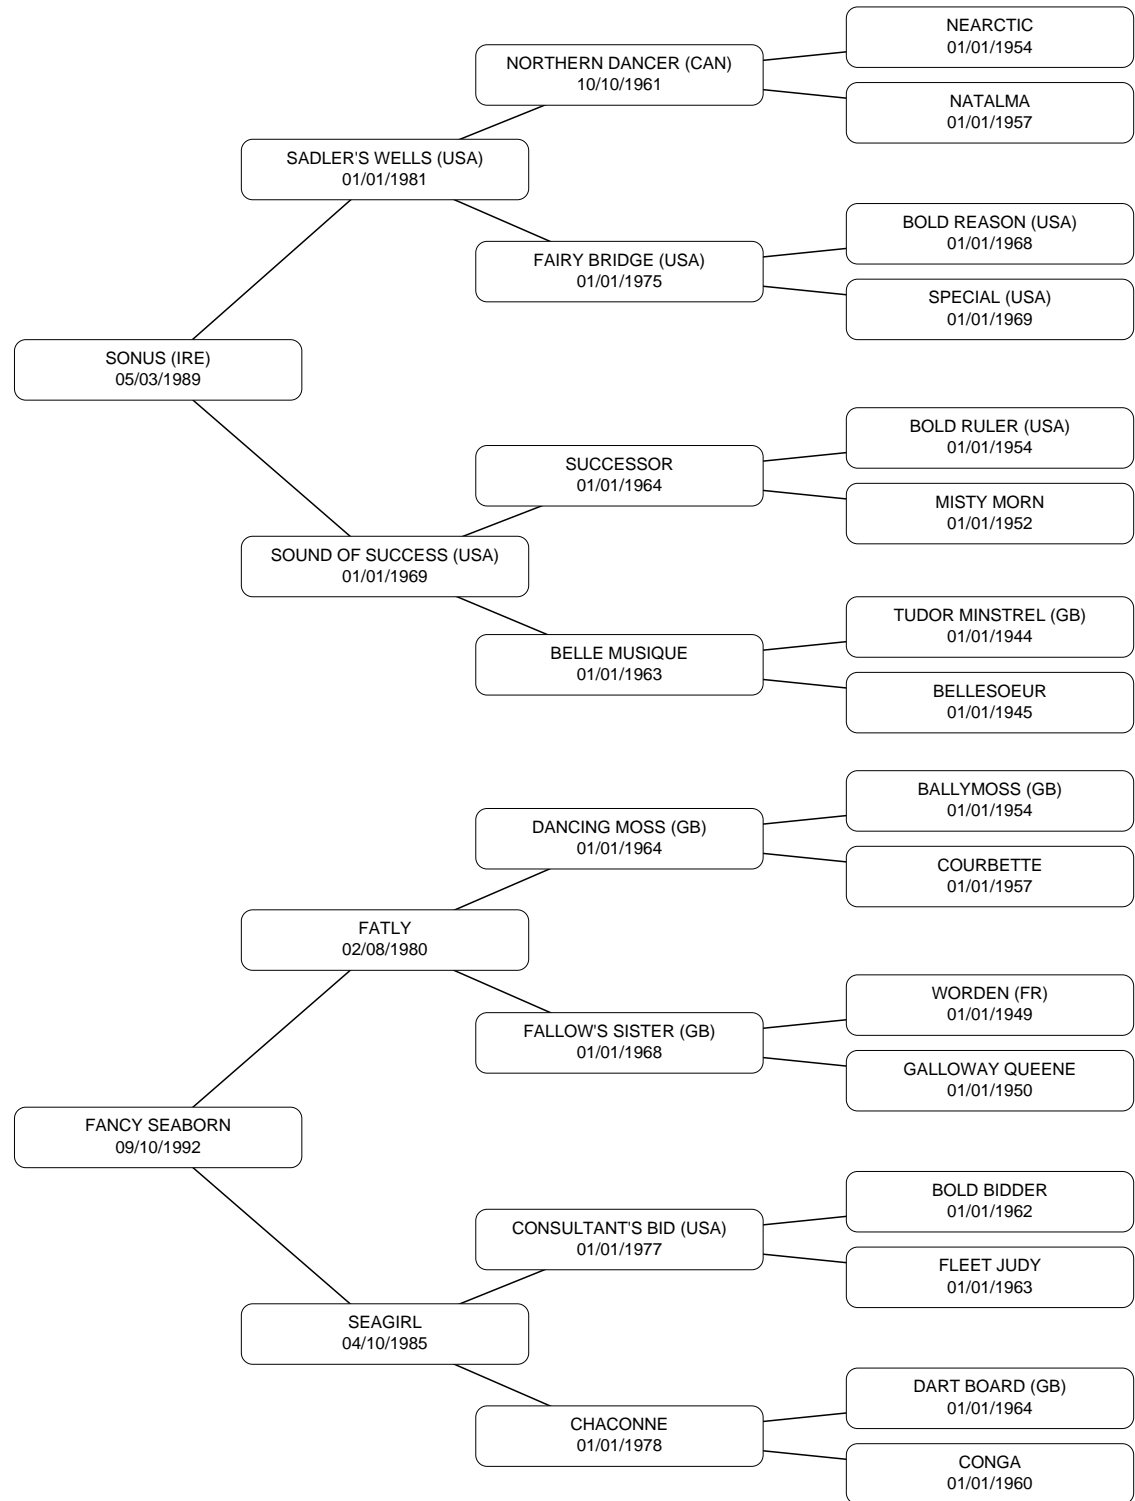 NEARCTIC
01/01/1954
NORTHERN DANCER (CAN)
10/10/1961
NATALMA
01/01/1957
SADLER'S WELLS (USA)
01/01/1981
BOLD REASON (USA)
01/01/1968
FAIRY BRIDGE (USA)
01/01/1975
SPECIAL (USA)
01/01/1969
SONUS (IRE)
05/03/1989
BOLD RULER (USA)
01/01/1954
SUCCESSOR
01/01/1964
MISTY MORN
01/01/1952
SOUND OF SUCCESS (USA)
01/01/1969
TUDOR MINSTREL (GB)
01/01/1944
BELLE MUSIQUE
01/01/1963
BELLESOEUR
01/01/1945
BALLYMOSS (GB)
01/01/1954
DANCING MOSS (GB)
01/01/1964
COURBETTE
01/01/1957
FATLY
02/08/1980
WORDEN (FR)
01/01/1949
FALLOW'S SISTER (GB)
01/01/1968
GALLOWAY QUEENE
01/01/1950
FANCY SEABORN
09/10/1992
BOLD BIDDER
01/01/1962
CONSULTANT'S BID (USA)
01/01/1977
FLEET JUDY
01/01/1963
SEAGIRL
04/10/1985
DART BOARD (GB)
01/01/1964
CHACONNE
01/01/1978
CONGA
01/01/1960